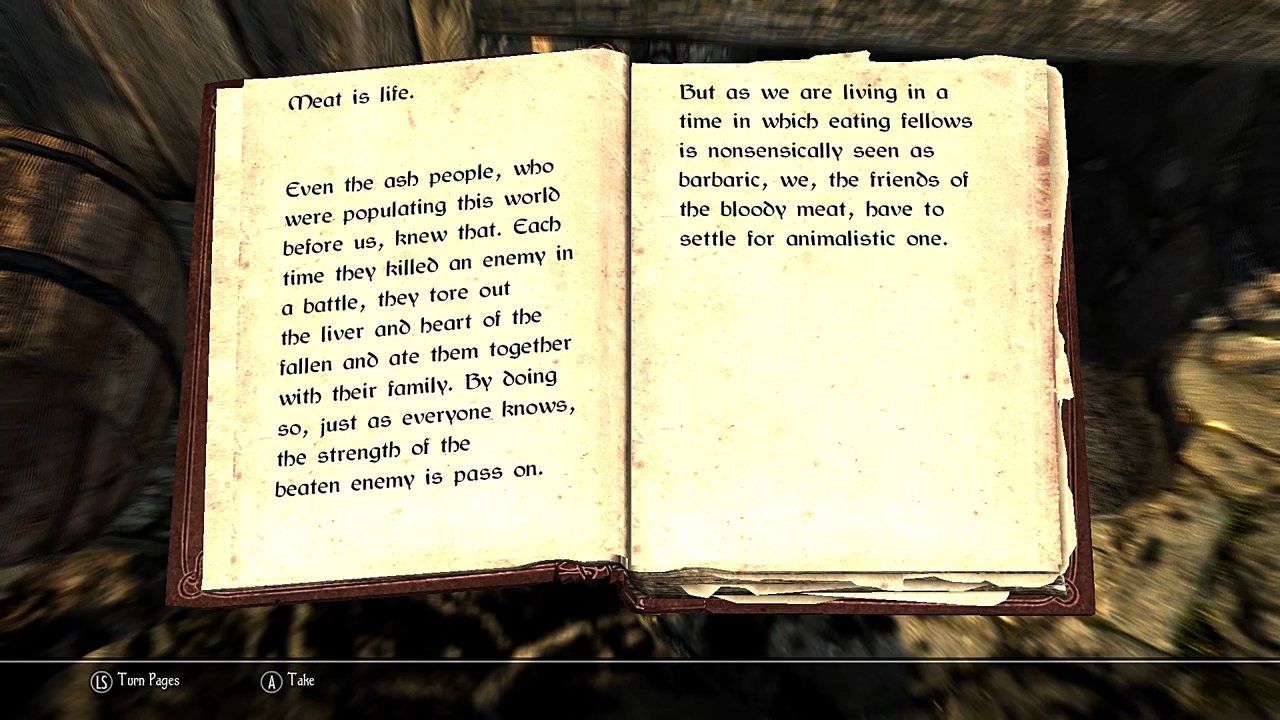 Meat is life.
Even the ash people, who
were populating this world
before us, knew that. Each
time they killed an enemy in
a battle, they tore out
the liver and heart of the
fallen and ate them together
with their family. By doing
so, just as everyone knows,
the strength of the
beaten enemy is pass on.
But as we are living in a
time in which eating fellows
is nonsensically seen as
barbaric, we, the friends of
the bloody meat, have to
settle for animalistic one.
LS Turn Pages
A Take